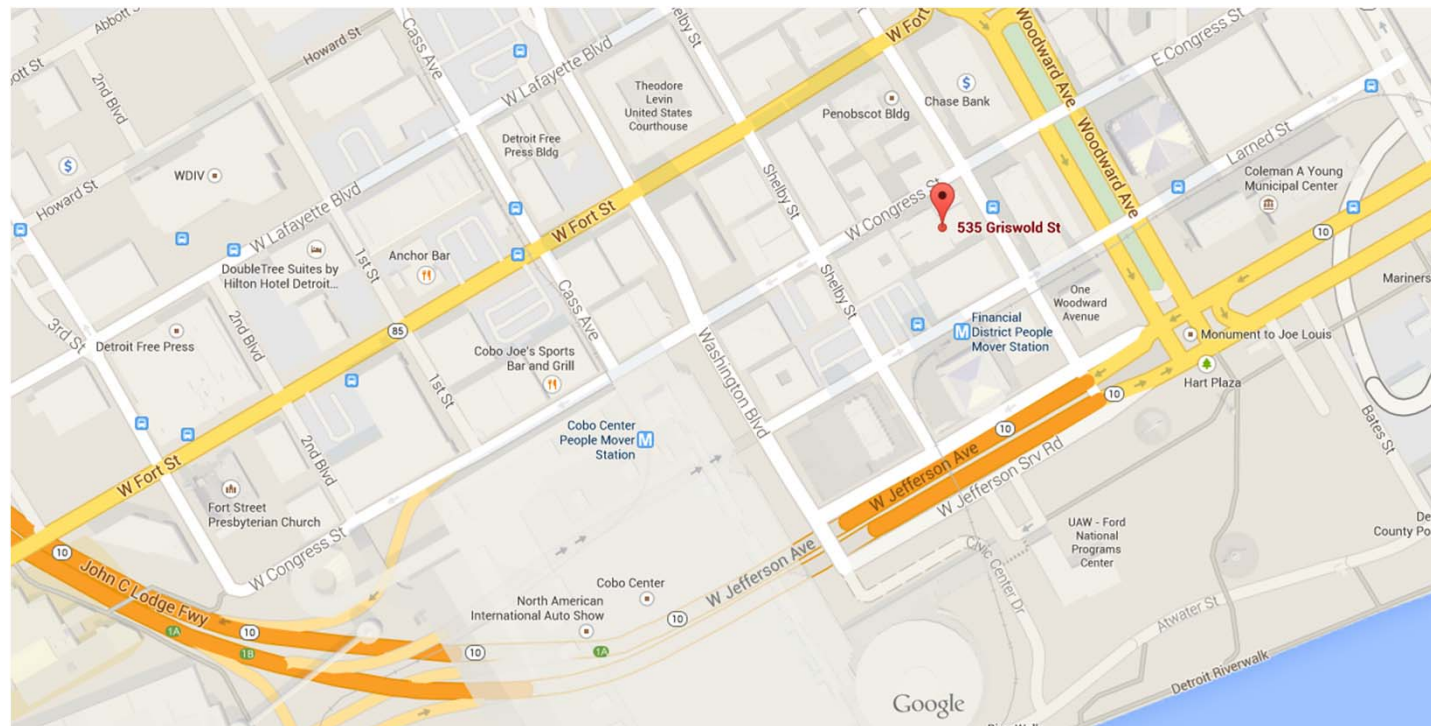 Abbott St
W Fort
Woodward Ave
E Congress St
Howard St
Cass Ave
W Lafayette Blvd
Shelby St
2nd Blvd
Theodore
Levin
United States
Courthouse
Chase Bank
Penobscot Bldg
Woodward Ave
Detroit Free
Press Bldg
Larned St
WDIV
Howard St
W Lafayette Blvd
Shelby St
W Congress St
Coleman A Young
Municipal Center
W Fort St
535 Griswold St
10
Anchor Bar
1st St
DoubleTree Suites by
Hilton Hotel Detroit...
Cass Ave
Shelby St
One
Woodward
Avenue
Mariners
3rd St
2nd Blvd
85
Financial
District People
Mover Station
Monument to Joe Louis
Detroit Free Press
Washington Blvd
Cobo Joe's Sports
Bar and Grill
1st St
Hart Plaza
10
Cobo Center
People Mover
Station
10
Bates St
2nd Blvd
W Fort St
W Jefferson Ave
W Jefferson Srv Rd
Fort Street
Presbyterian Church
UAW - Ford
National
Programs
Center
County Po
W Congress St
10
W Jefferson Ave
Civic Center Dr
John C Lodge Fwy
Cobo Center
North American
International Auto Show
Atwater St
10
1A
10
1B
10
1A
Detroit Riverwalk
Google